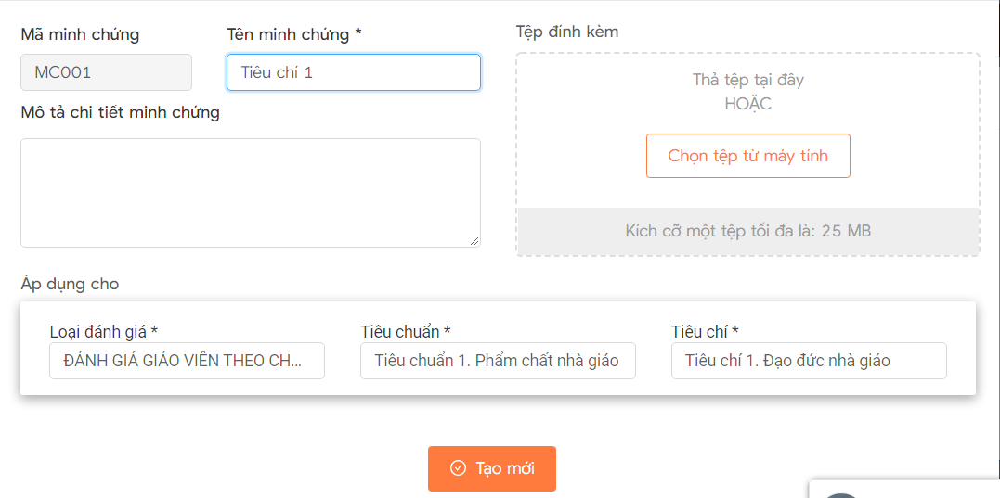 Mã minh chứng
MC001
Tên minh chứng *
Tiêu chí 1
Mô tả chi tiết minh chứng
Tệp đính kèm
Thả tệp tại đây
HOẶC
Chọn tệp từ máy tính
Kích cỡ một tệp tối đa là: 25 MB
Áp dụng cho
Loại đánh giá *
ĐÁNH GIÁ GIÁO VIÊN THEO CH...
Tiêu chuẩn *
Tiêu chuẩn 1. Phẩm chất nhà giáo
Tiêu chí *
Tiêu chí 1. Đạo đức nhà giáo
Tạo mới